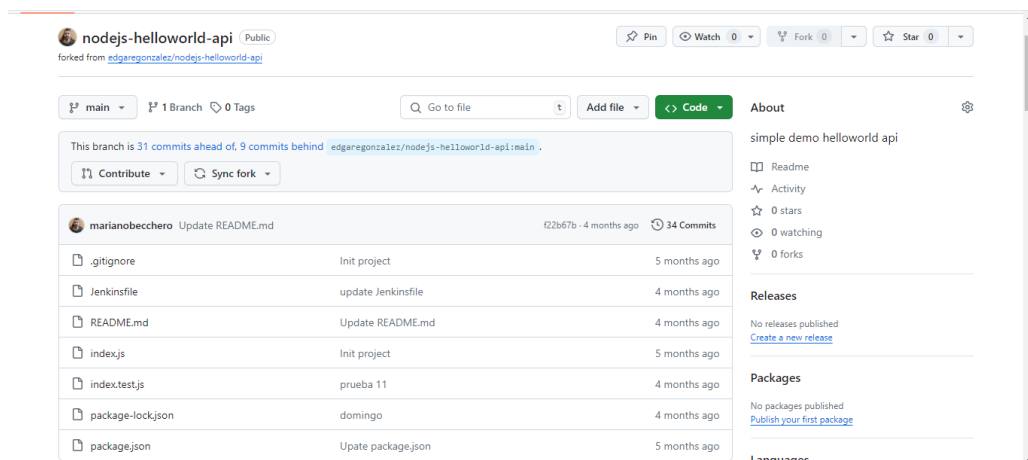 nodejs-helloworld-api Public
Pin
Watch 0
Fork 0
Star 0
forked from edgaregonzalez/nodejs-helloworld-api
main
1 Branch
0 Tags
Go to file
t
Add file
Code
This branch is 31 commits ahead of, 9 commits behind edgaregonzalez/nodejs-helloworld-api:main .
Contribute
Sync fork
marianobecchero Update README.md f22b67b · 4 months ago 34 Commits
.gitignore Init project 5 months ago
Jenkinsfile update Jenkinsfile 4 months ago
README.md Update README.md 4 months ago
index.js Init project 5 months ago
index.test.js prueba 11 4 months ago
package-lock.json domingo 4 months ago
package.json Upate package.json 5 months ago
About
simple demo helloworld api
Readme
Activity
0 stars
0 watching
0 forks
Releases
No releases published
Create a new release
Packages
No packages published
Publish your first package
Languages